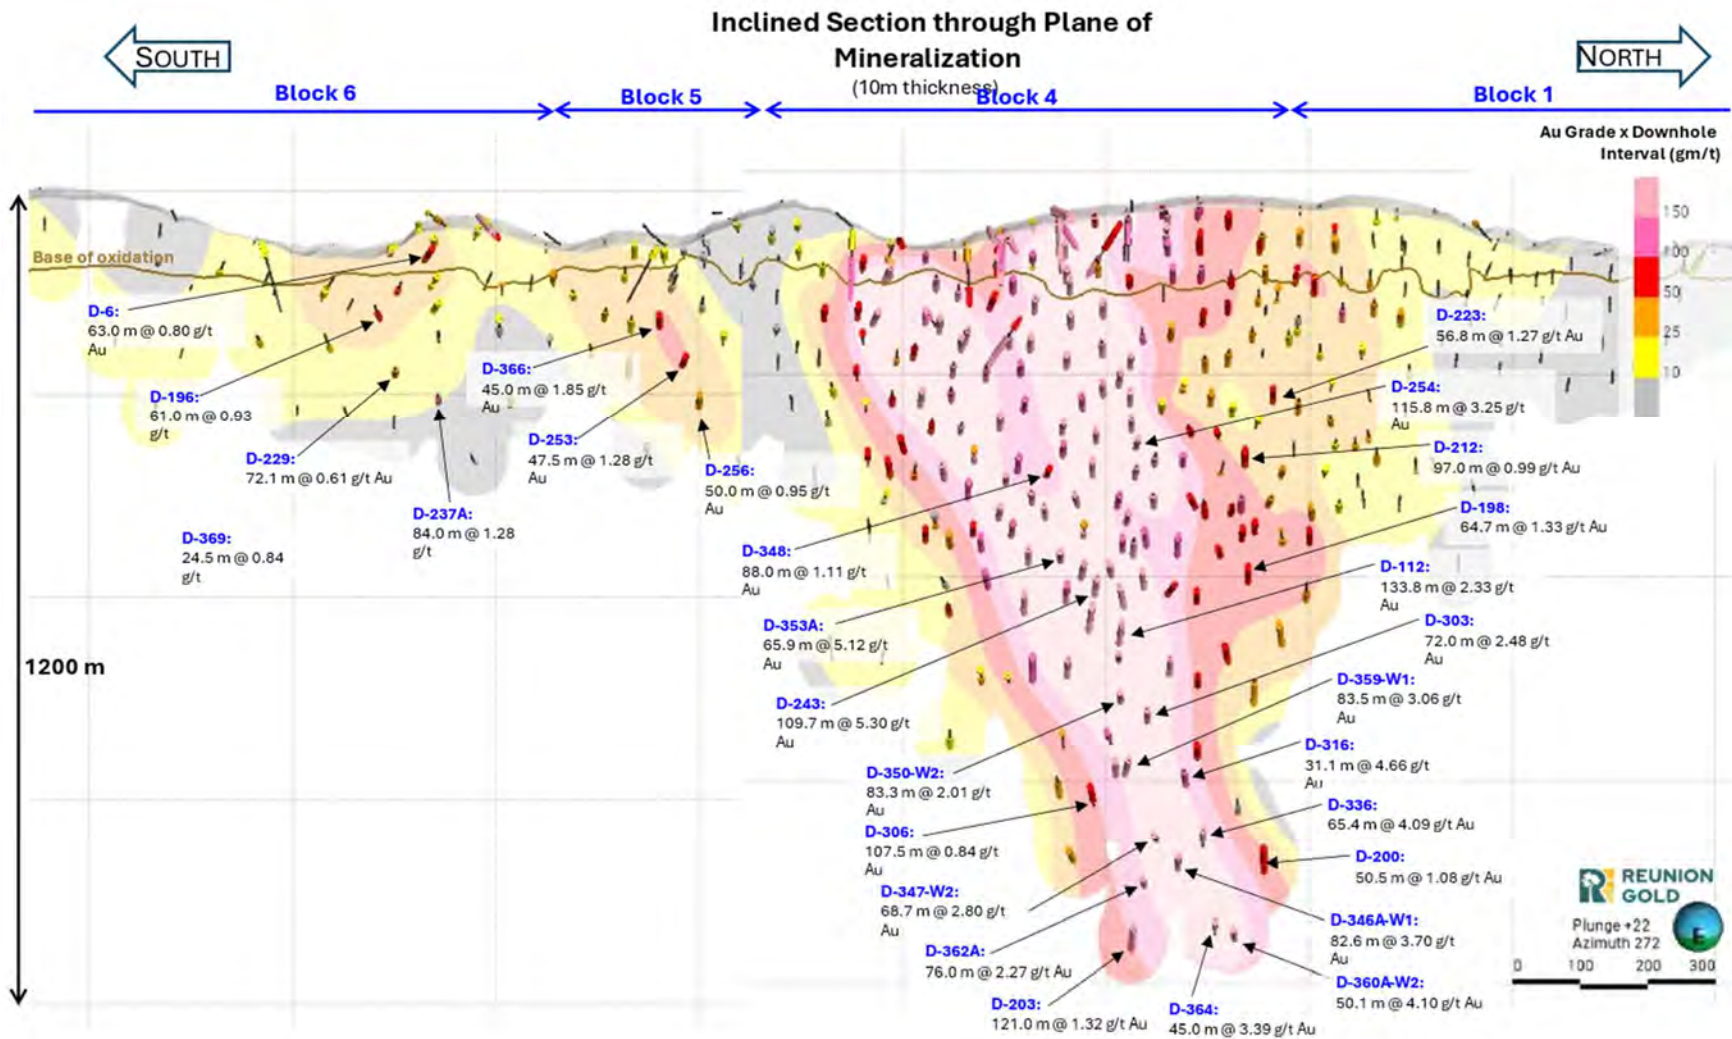 Inclined Section through Plane of
Mineralization
(10m thickness)
SOUTH
NORTH
Block 6
Block 5
Block 4
Block 1
Au Grade x Downhole
Interval (gm/t)
150
100
50
25
10
Base of oxidation
1200 m
D-6:
63.0 m @ 0.80 g/t
Au
D-196:
61.0 m @ 0.93
g/t
D-229:
72.1 m @ 0.61 g/t Au
D-237A:
84.0 m @ 1.28
g/t
D-369:
24.5 m @ 0.84
g/t
D-366:
45.0 m @ 1.85 g/t
Au
D-253:
47.5 m @ 1.28 g/t
Au
D-256:
50.0 m @ 0.95 g/t
Au
D-348:
88.0 m @ 1.11 g/t
Au
D-353A:
65.9 m @ 5.12 g/t
Au
D-243:
109.7 m @ 5.30 g/t
Au
D-350-W2:
83.3 m @ 2.01 g/t
Au
D-306:
107.5 m @ 0.84 g/t
Au
D-347-W2:
68.7 m @ 2.80 g/t
Au
D-362A:
76.0 m @ 2.27 g/t Au
D-203:
121.0 m @ 1.32 g/t Au
D-364:
45.0 m @ 3.39 g/t Au
D-223:
56.8 m @ 1.27 g/t Au
D-254:
115.8 m @ 3.25 g/t
Au
D-212:
97.0 m @ 0.99 g/t Au
D-198:
64.7 m @ 1.33 g/t Au
D-112:
133.8 m @ 2.33 g/t
Au
D-303:
72.0 m @ 2.48 g/t
Au
D-359-W1:
83.5 m @ 3.06 g/t
Au
D-316:
31.1 m @ 4.66 g/t
Au
D-336:
65.4 m @ 4.09 g/t Au
D-200:
50.5 m @ 1.08 g/t Au
D-346A-W1:
82.6 m @ 3.70 g/t
Au
D-360A-W2:
50.1 m @ 4.10 g/t Au
REUNION
GOLD
Plunge +22
Azimuth 272
E
0 100 200 300